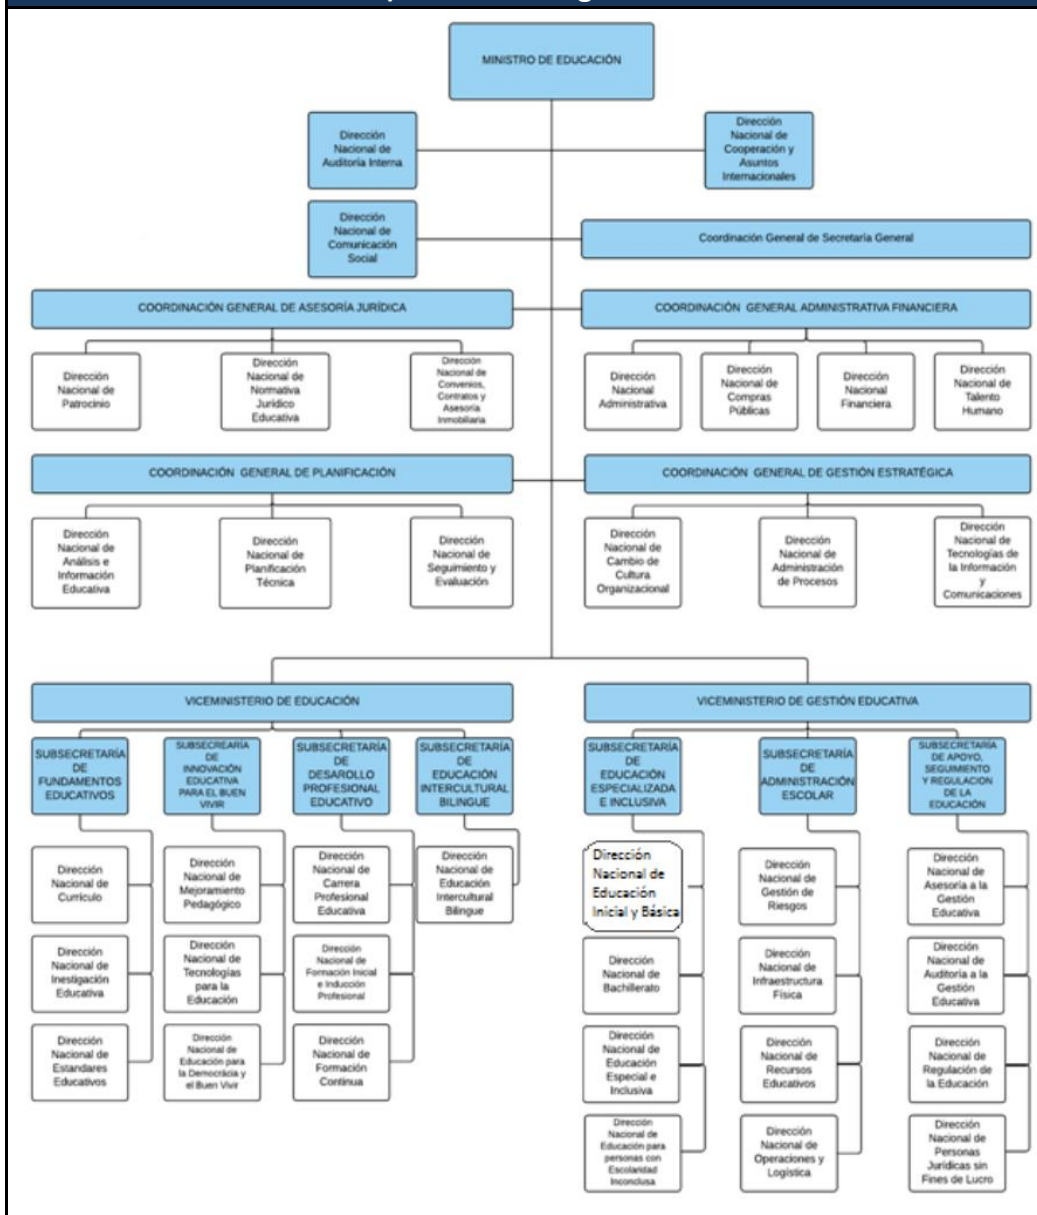 MINISTRO DE EDUCACIÓN
Dirección
Nacional de
Auditoría Interna
Dirección
Nacional de
Cooperación y
Asuntos
Internacionales
Dirección
Nacional de
Comunicación
Social
Coordinación General de Secretaría General
COORDINACIÓN GENERAL DE ASESORÍA JURÍDICA
COORDINACIÓN GENERAL ADMINISTRATIVA FINANCIERA
Dirección
Nacional de
Patrocinio
Dirección
Nacional de
Normativa
Jurídico
Educativa
Dirección
Nacional de
Convenios,
Contratos y
Asesoría
Inmobiliaria
Dirección
Nacional
Administrativa
Dirección
Nacional de
Compras
Públicas
Dirección
Nacional
Financiera
Dirección
Nacional de
Talento
Humano
COORDINACIÓN GENERAL DE PLANIFICACIÓN
COORDINACIÓN GENERAL DE GESTIÓN ESTRATÉGICA
Dirección
Nacional de
Análisis e
Información
Educativa
Dirección
Nacional de
Planificación
Técnica
Dirección
Nacional de
Seguimiento y
Evaluación
Dirección
Nacional de
Cambio de
Cultura
Organizacional
Dirección
Nacional de
Administración
de Procesos
Dirección
Nacional de
Tecnologías de
la Información
y
Comunicaciones
VICEMINISTERIO DE EDUCACIÓN
VICEMINISTERIO DE GESTIÓN EDUCATIVA
SUBSECRETARÍA
DE
FUNDAMENTOS
EDUCATIVOS
SUBSECREARÍA
DE
INNOVACIÓN
EDUCATIVA
PARA EL BUEN
VIVIR
SUBSECRETARÍA
DE
DESAROLLO
PROFESIONAL
EDUCATIVO
SUBSECRETARÍA
DE
EDUCACIÓN
INTERCULTURAL
BILINGUE
SUBSECRETARÍA
DE
EDUCACIÓN
ESPECIALIZADA
E INCLUSIVA
SUBSECRETARÍA
DE
ADMINISTRACIÓN
ESCOLAR
SUBSECRETARÍA
DE APOYO,
SEGUIMIENTO
Y REGULACION
DE LA
EDUCACIÓN
Dirección
Nacional de
Currículo
Dirección
Nacional de
Mejoramiento
Pedagógico
Dirección
Nacional de
Carrera
Profesional
Educativa
Dirección
Nacional de
Educación
Intercultural
Bilingue
Dirección
Nacional de
Educación
Inicial y Básica
Dirección
Nacional de
Gestión de
Riesgos
Dirección
Nacional de
Asesoría a la
Gestión
Educativa
Dirección
Nacional de
Inestigación
Educativa
Dirección
Nacional de
Tecnologías
para la
Educación
Dirección
Nacional de
Formación Inicial
e Inducción
Profesional
Dirección
Nacional de
Bachillerato
Dirección
Nacional de
Infraestructura
Física
Dirección
Nacional de
Auditoría a la
Gestión
Educativa
Dirección
Nacional de
Estandares
Educativos
Dirección
Nacional de
Educación para
la Democrácia y
el Buen Vivir
Dirección
Nacional de
Formación
Continua
Dirección
Nacional de
Educación
Especial e
Inclusiva
Dirección
Nacional de
Recursos
Educativos
Dirección
Nacional de
Regulación de
la Educación
Dirección
Nacional de
Educación para
personas con
Escolaridad
Inconclusa
Dirección
Nacional de
Operaciones y
Logística
Dirección
Nacional de
Personas
Jurídicas sin
Fines de Lucro